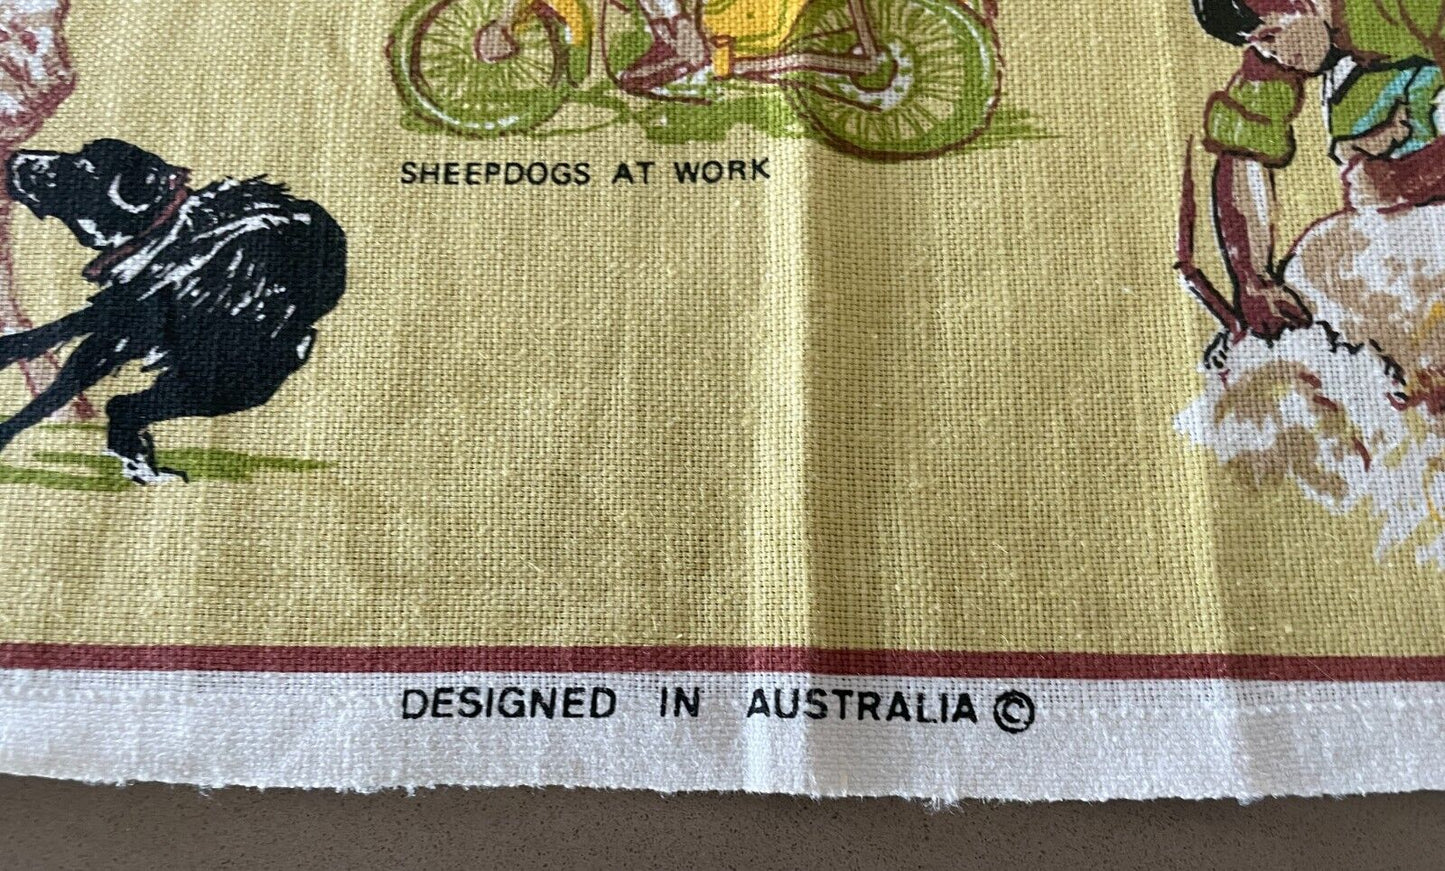 SHEEPDOGS AT WORK
DESIGNED IN AUSTRALIA ©